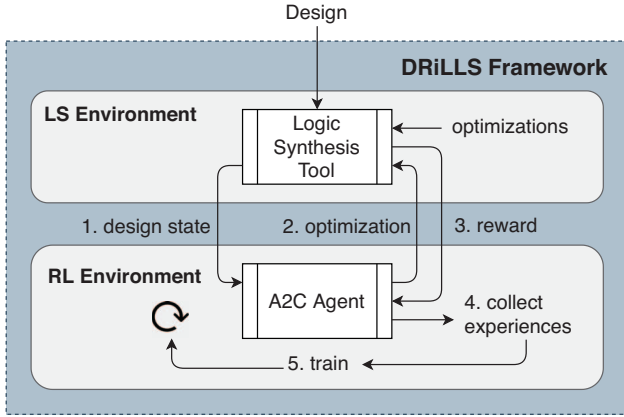 Design
DRiLLS Framework
LS Environment
Logic
Synthesis
Tool
optimizations
1. design state
2. optimization
3. reward
RL Environment
A2C Agent
4. collect
experiences
5. train